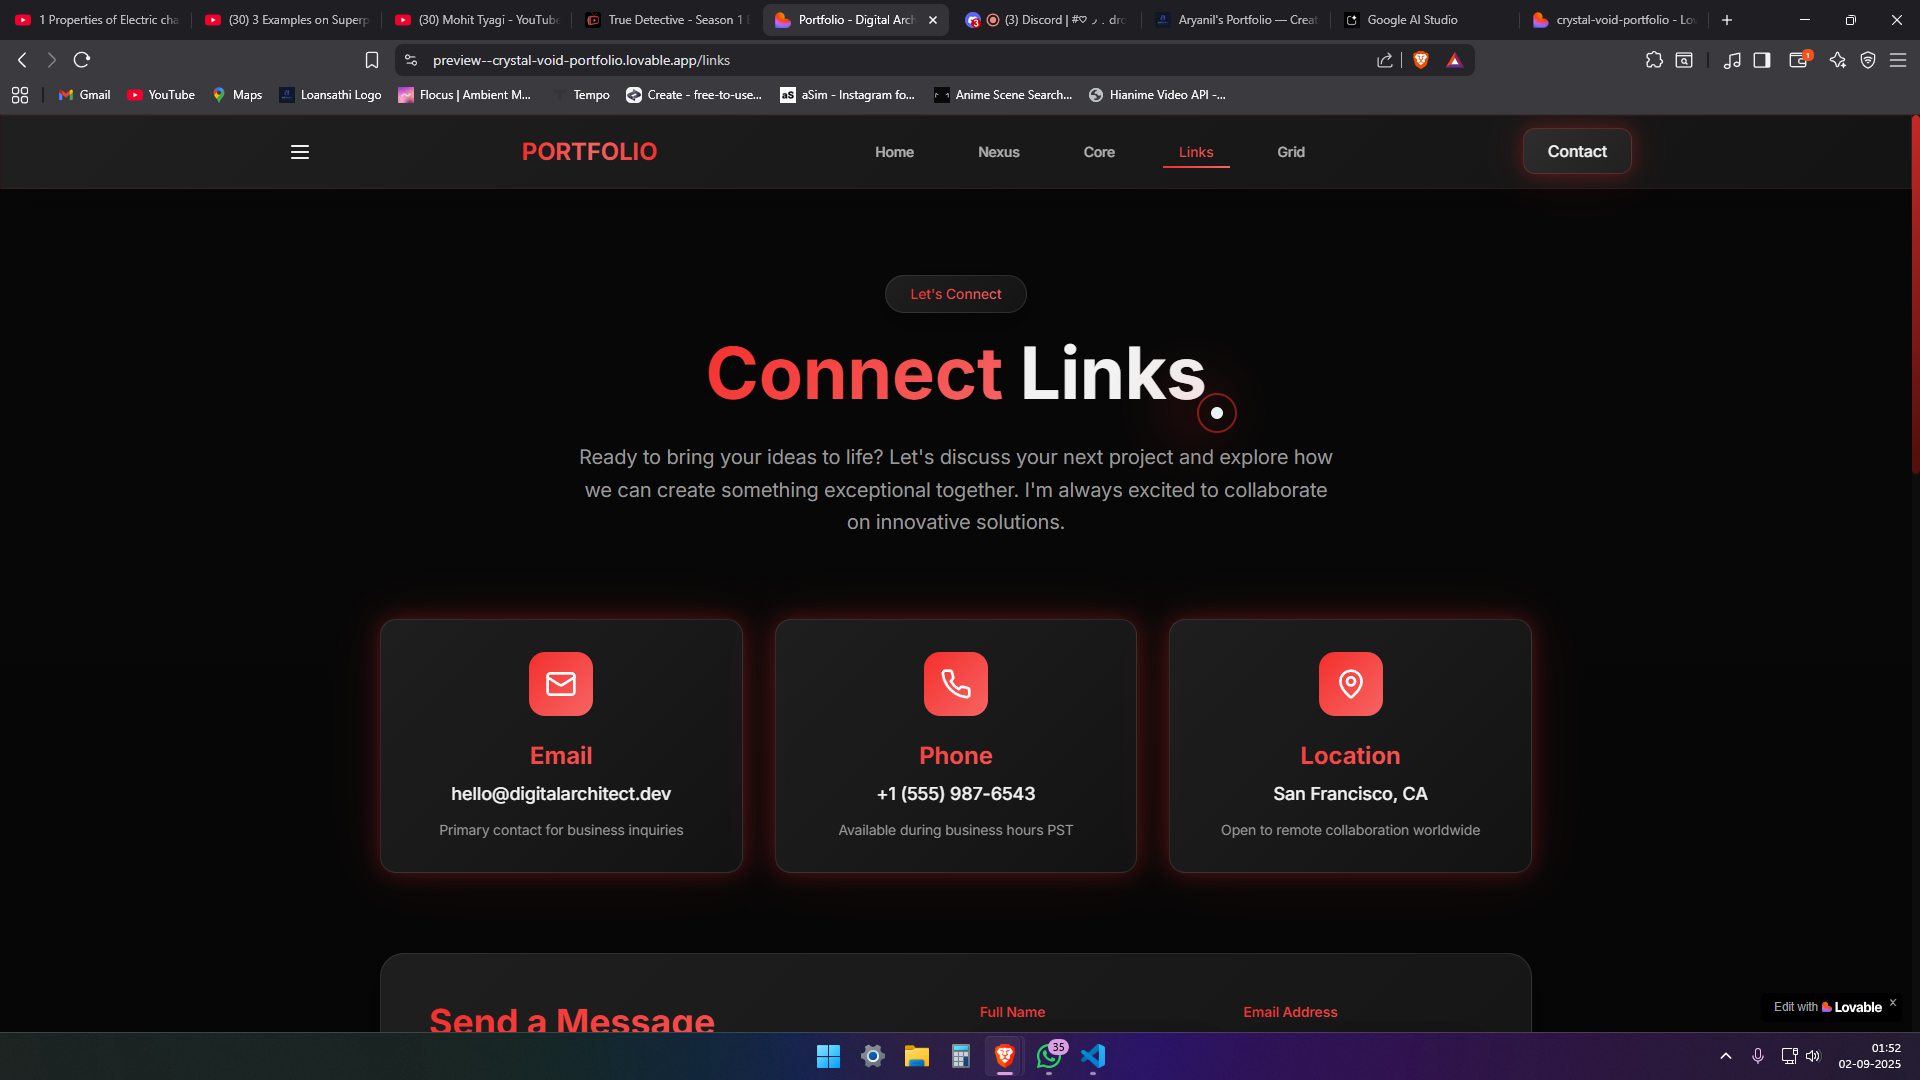 1 Properties of Electric cha
(30) 3 Examples on Superp
(30) Mohit Tyagi - YouTube
True Detective - Season 1 E
Portfolio - Digital Arch
(3) Discord | #
Aryanil's Portfolio — Creat
Google AI Studio
crystal-void-portfolio - Lov
preview--crystal-void-portfolio.lovable.app/links
1
Gmail
YouTube
Maps
Loansathi Logo
Flocus | Ambient M...
Tempo
Create - free-to-use...
aS
aSim - Instagram fo...
Anime Scene Search...
Hianime Video API -...
PORTFOLIO
Home
Nexus
Core
Links
Grid
Contact
Let's Connect
Connect Links
Ready to bring your ideas to life? Let's discuss your next project and explore how
we can create something exceptional together. I'm always excited to collaborate
on innovative solutions.
Email
hello@digitalarchitect.dev
Primary contact for business inquiries
Phone
+1 (555) 987-6543
Available during business hours PST
Location
San Francisco, CA
Open to remote collaboration worldwide
Send a Message
Full Name
Email Address
Edit with Lovable
35
01:52
02-09-2025